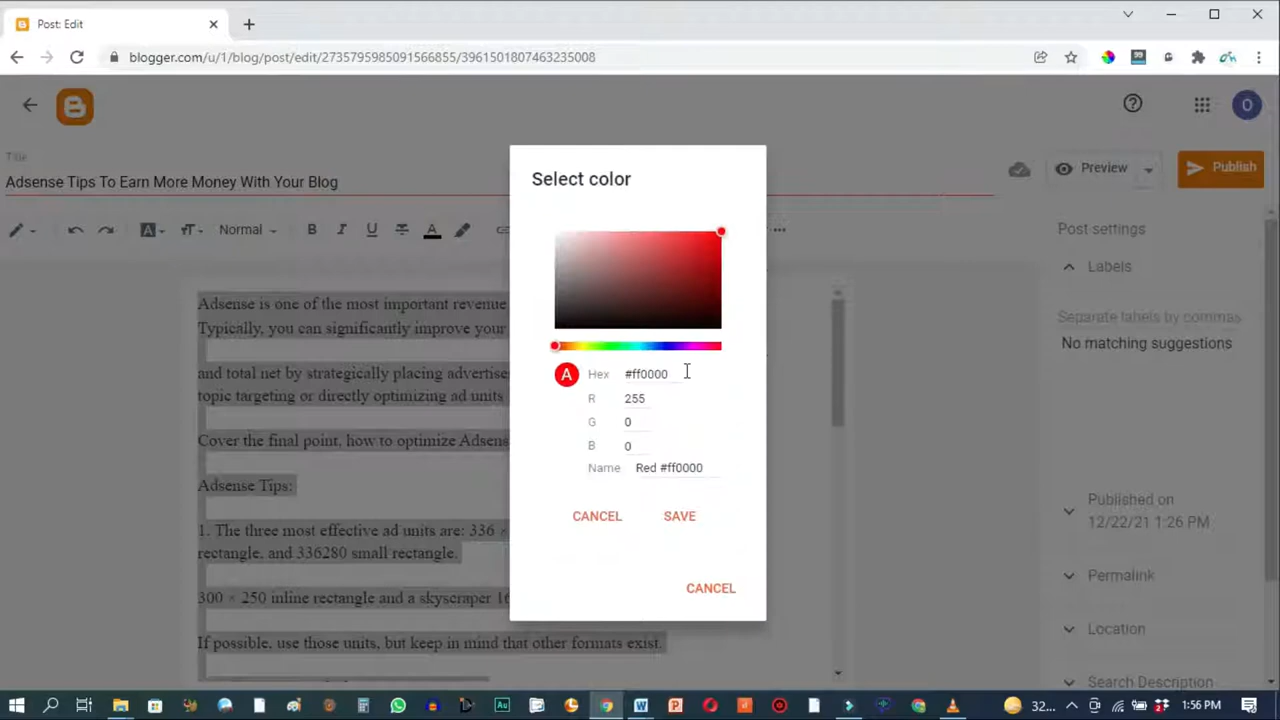 Post: Edit
blogger.com/u/1/blog/post/edit/2735795985091566855/3961501807463235008
Title
Adsense Tips To Earn More Money With Your Blog
Preview
Publish
Normal
Post settings
Labels
Separate labels by commas
No matching suggestions
Published on
12/22/21 1:26 PM
Permalink
Location
Search Description
Adsense is one of the most important revenue
Typically, you can significantly improve your
and total net by strategically placing advertise
topic targeting or directly optimizing ad units
Cover the final point, how to optimize Adsens
Adsense Tips:
1. The three most effective ad units are: 336 ×
rectangle, and 336280 small rectangle.
300 × 250 inline rectangle and a skyscraper 16
If possible, use those units, but keep in mind that other formats exist.
Select color
A
Hex #ff0000
R 255
G 0
B 0
Name Red #ff0000
CANCEL SAVE
CANCEL
32...
1:56 PM